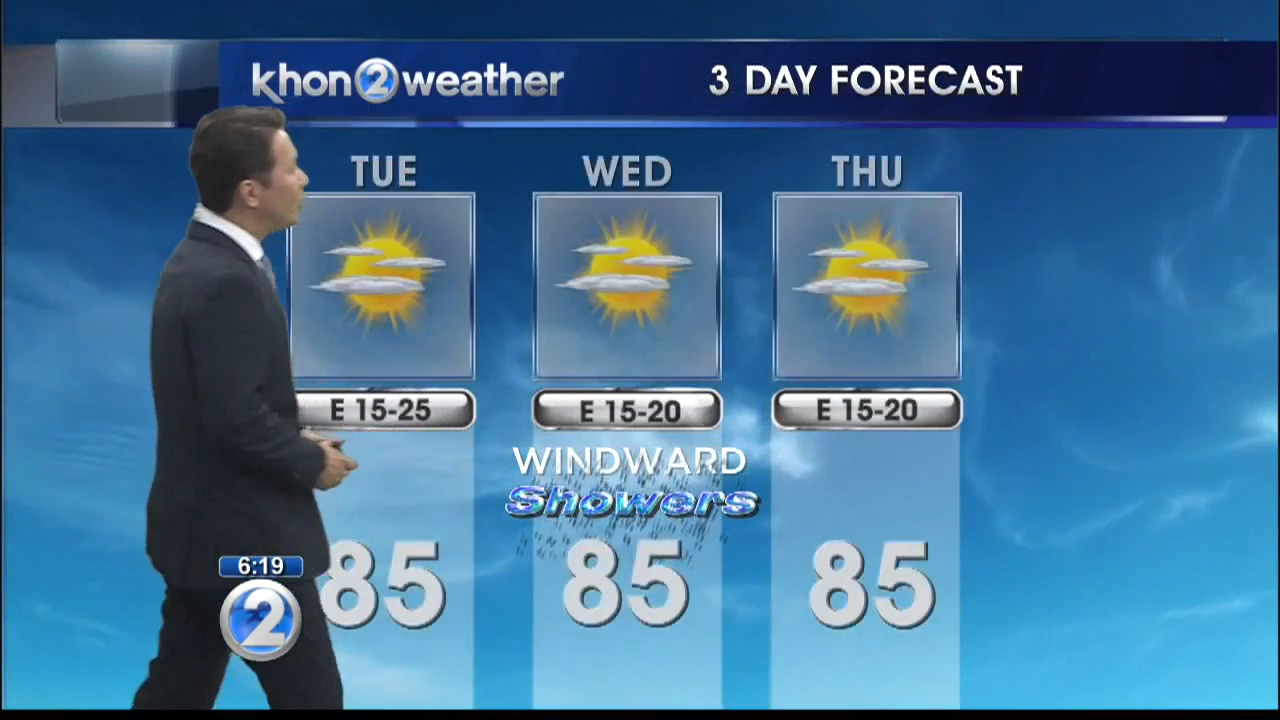 khon2weather
3 DAY FORECAST
TUE WED THU
E 15-25 E 15-20 E 15-20
WINDWARD
Showers
85 85 85
6:19
2